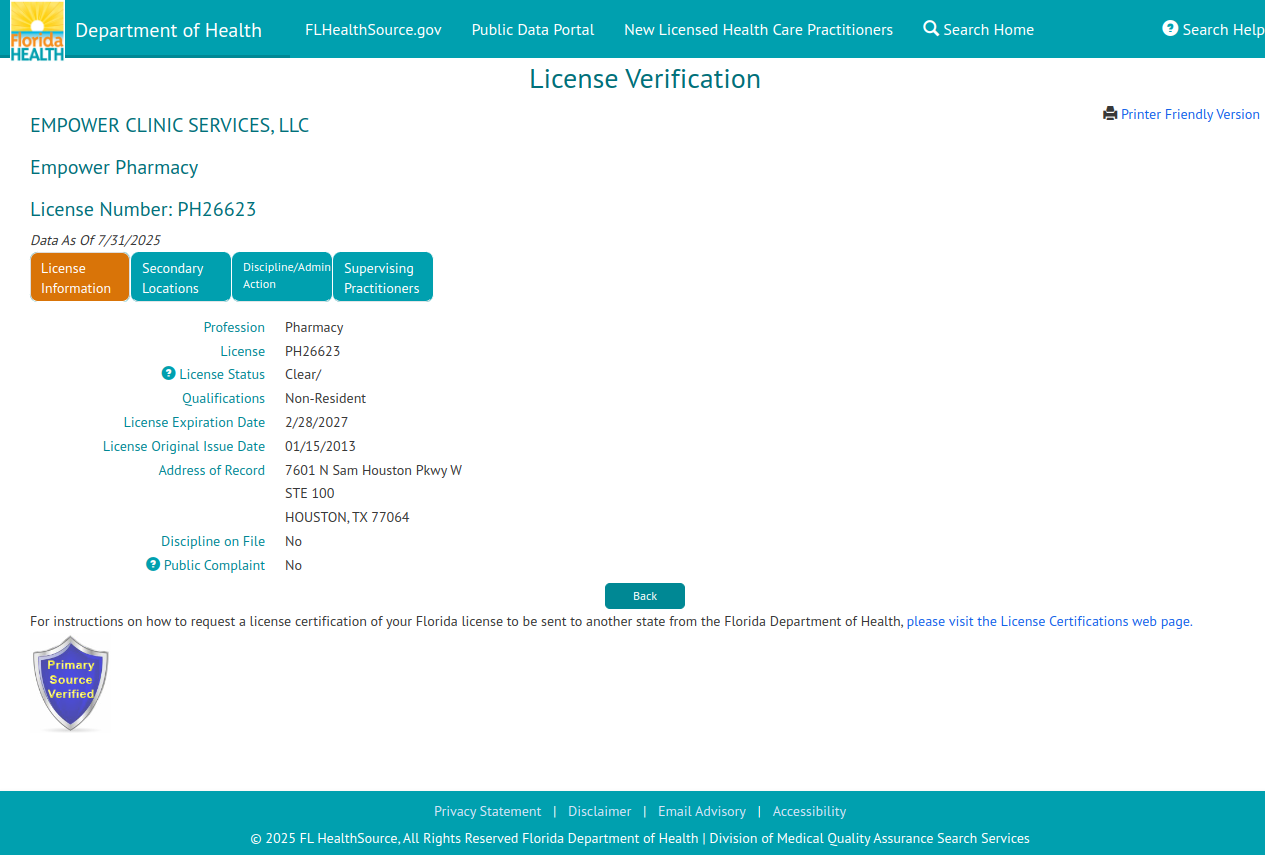 Florida
HEALTH
Department of Health
FLHealthSource.gov
Public Data Portal
New Licensed Health Care Practitioners
Search Home
Search Help
License Verification
Printer Friendly Version
EMPOWER CLINIC SERVICES, LLC
Empower Pharmacy
License Number: PH26623
Data As Of 7/31/2025
License
Information
Secondary
Locations
Discipline/Admin
Action
Supervising
Practitioners
Profession Pharmacy
License PH26623
License Status Clear/
Qualifications Non-Resident
License Expiration Date 2/28/2027
License Original Issue Date 01/15/2013
Address of Record 7601 N Sam Houston Pkwy W
STE 100
HOUSTON, TX 77064
Discipline on File No
Public Complaint No
Back
For instructions on how to request a license certification of your Florida license to be sent to another state from the Florida Department of Health, please visit the License Certifications web page.
Primary
Source
Verified
Privacy Statement | Disclaimer | Email Advisory | Accessibility
© 2025 FL HealthSource, All Rights Reserved Florida Department of Health | Division of Medical Quality Assurance Search Services